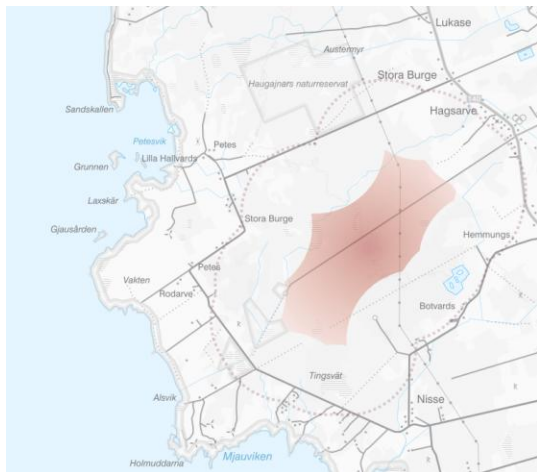 Lukase
Austermyr
Stora Burge
Haugajnars naturreservat
Sandskallen
Hagsarve
Petesvik
Petes
Grunnen
Lilla Hallvards
Laxskär
Stora Burge
Gjausården
Hemmungs
Petes
Vakten
Rodarve
Botvards
Tingsvät
Alsvik
Nisse
Mjauviken
Holmuddarna